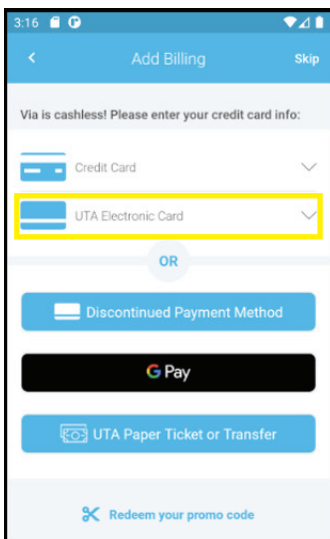 3:16
Add Billing
Skip
Via is cashless! Please enter your credit card info:
Credit Card
UTA Electronic Card
OR
Discontinued Payment Method
G Pay
UTA Paper Ticket or Transfer
Redeem your promo code